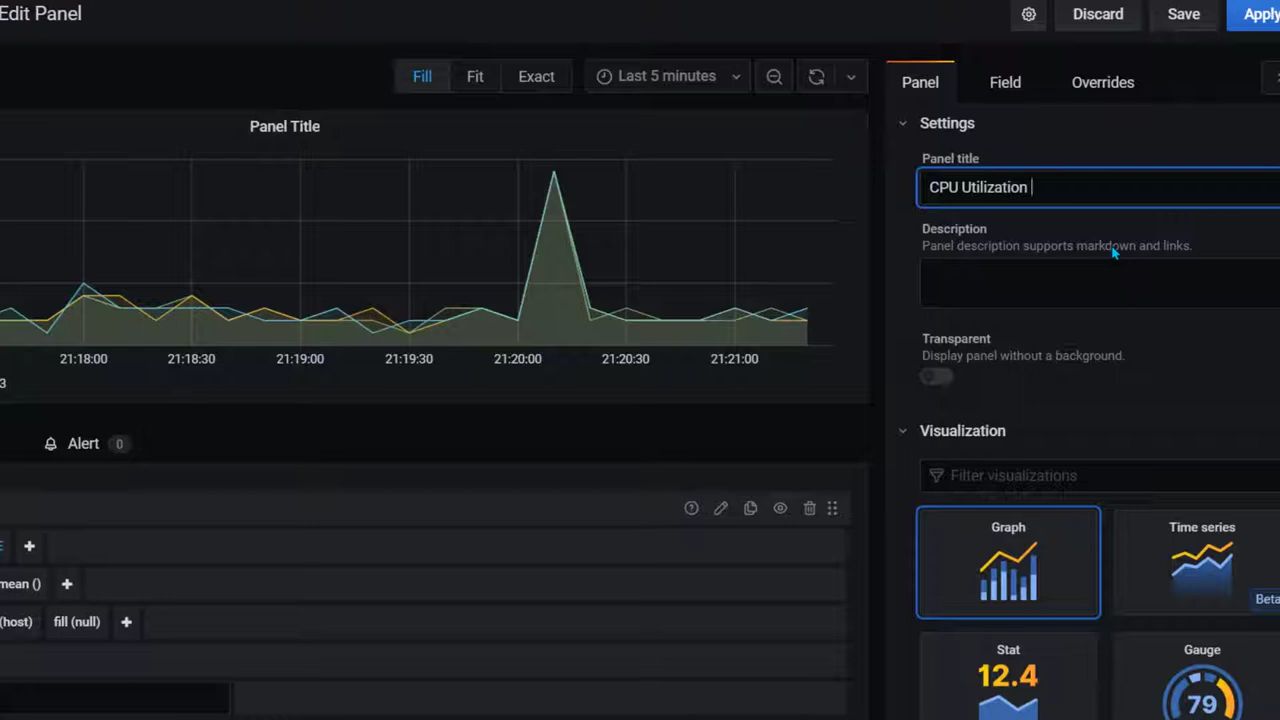 Edit Panel
Discard
Save
Apply
Fill
Fit
Exact
Last 5 minutes
Panel
Field
Overrides
Panel Title
Settings
Panel title
CPU Utilization
Description
Panel description supports markdown and links.
21:18:00
21:18:30
21:19:00
21:19:30
21:20:00
21:20:30
21:21:00
3
Transparent
Display panel without a background.
Alert
0
Visualization
Filter visualizations
Graph
Time series
Beta
mean ()
(host)
fill (null)
Stat
12.4
Gauge
79